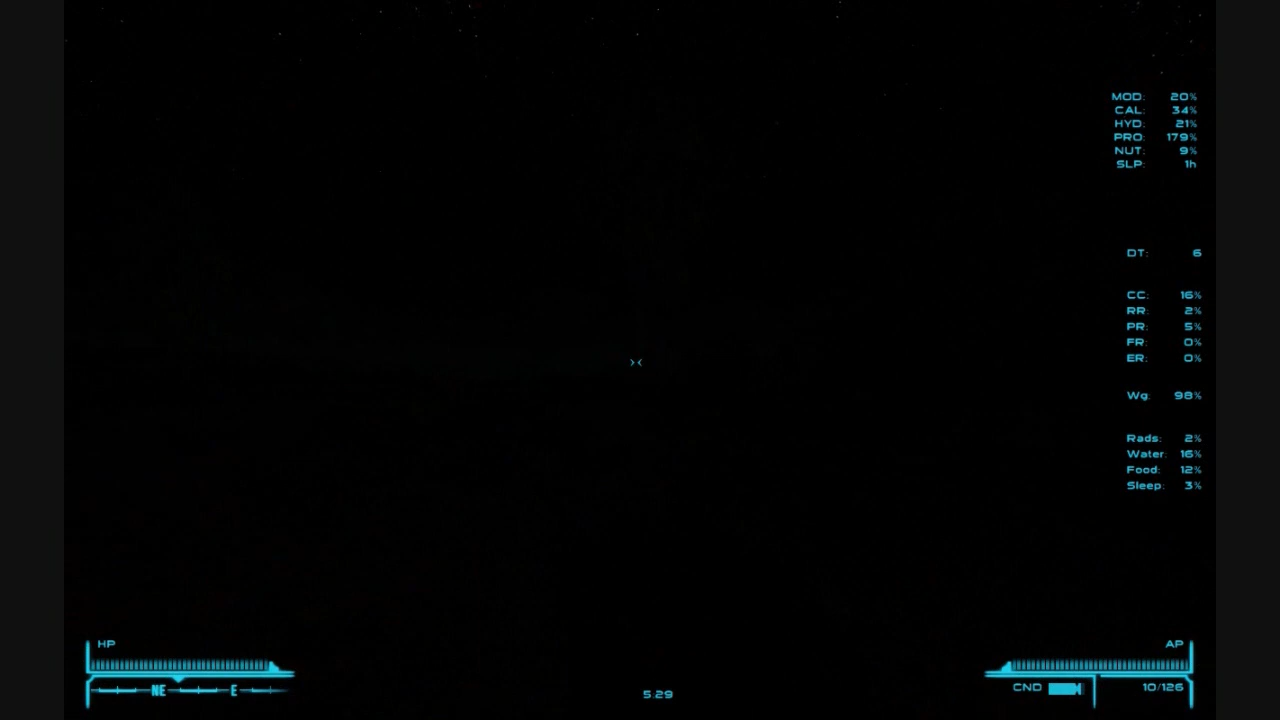 MOD: 20%
CAL: 34%
HYD: 21%
PRO: 179%
NUT: 9%
SLP: 1h
DT: 6
CC: 16%
RR: 2%
PR: 5%
FR: 0%
ER: 0%
Wg: 98%
Rads: 2%
Water: 16%
Food: 12%
Sleep: 3%
HP
AP
NE E
5.29
CND 10/126